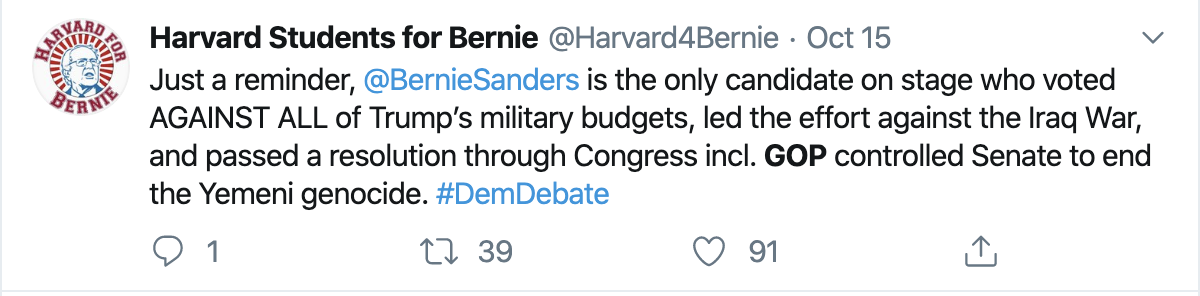 HARVARD FOR
BERNIE
Harvard Students for Bernie @Harvard4Bernie · Oct 15
Just a reminder, @BernieSanders is the only candidate on stage who voted
AGAINST ALL of Trump's military budgets, led the effort against the Iraq War,
and passed a resolution through Congress incl. GOP controlled Senate to end
the Yemeni genocide. #DemDebate
1 39 91